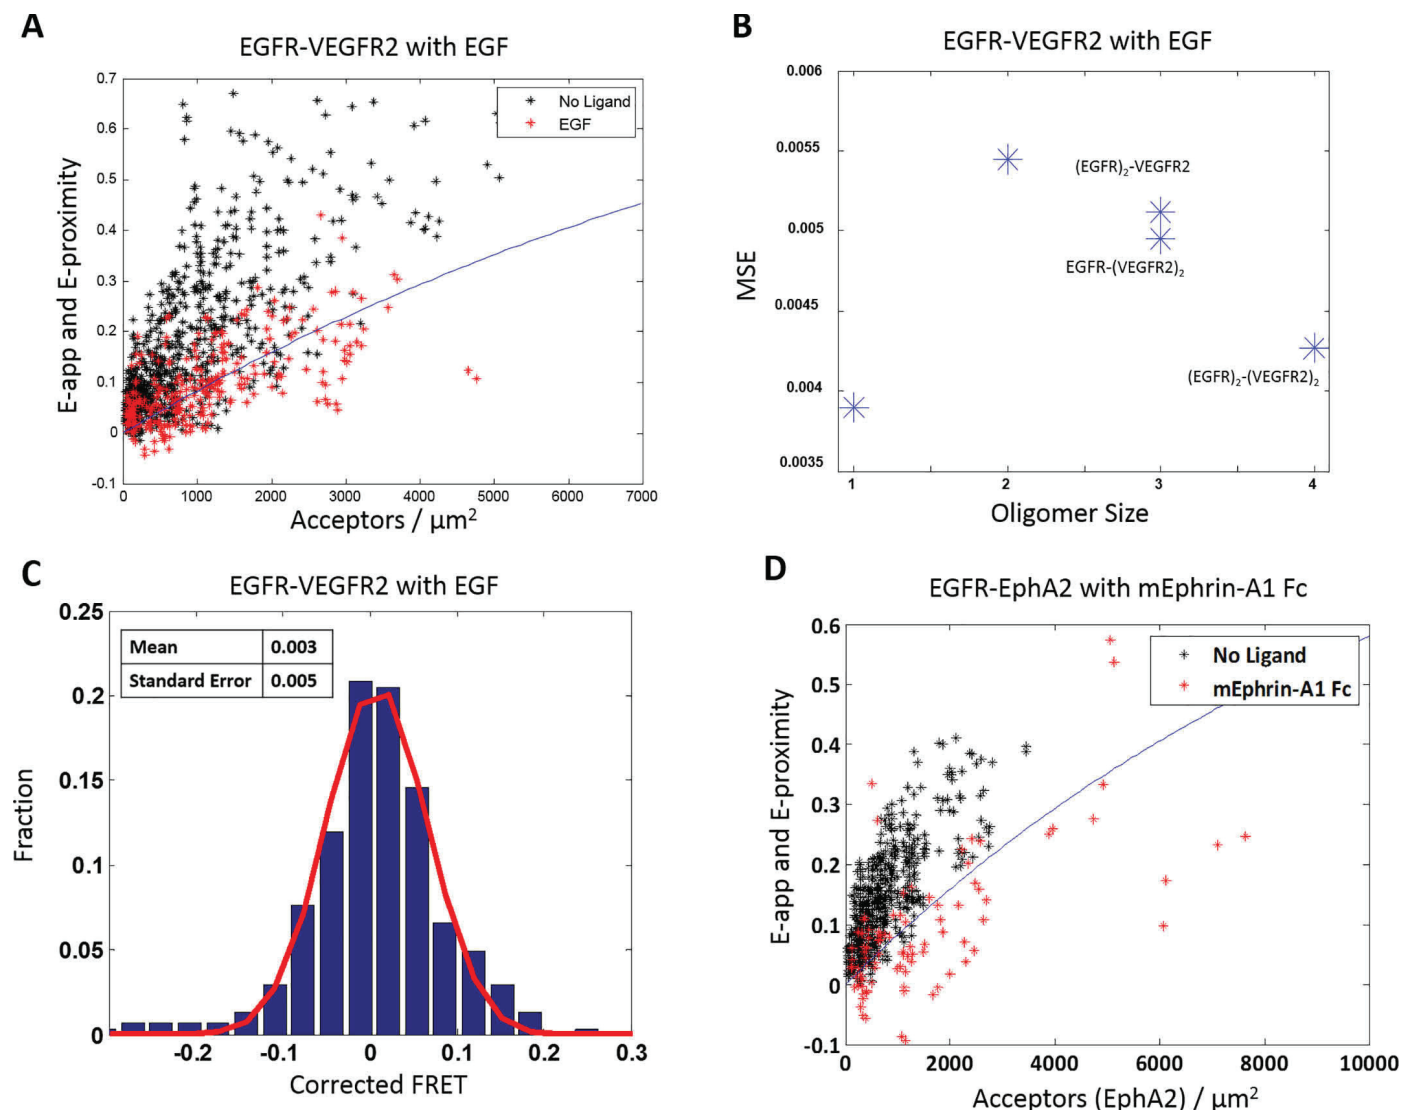 A
EGFR-VEGFR2 with EGF
E-app and E-proximity
0.7
0.6
0.5
0.4
0.3
0.2
0.1
0
-0.1
No Ligand
EGF
0 1000 2000 3000 4000 5000 6000 7000
Acceptors / µm²
B
EGFR-VEGFR2 with EGF
MSE
0.006
0.0055
0.005
0.0045
0.004
0.0035
(EGFR)₂-VEGFR2
EGFR-(VEGFR2)₂
(EGFR)₂-(VEGFR2)₂
1 2 3 4
Oligomer Size
C
EGFR-VEGFR2 with EGF
Fraction
0.25
0.2
0.15
0.1
0.05
0
Mean 0.003
Standard Error 0.005
-0.2 -0.1 0 0.1 0.2 0.3
Corrected FRET
D
EGFR-EphA2 with mEphrin-A1 Fc
E-app and E-proximity
0.6
0.5
0.4
0.3
0.2
0.1
0
-0.1
No Ligand
mEphrin-A1 Fc
0 2000 4000 6000 8000 10000
Acceptors (EphA2) / µm²